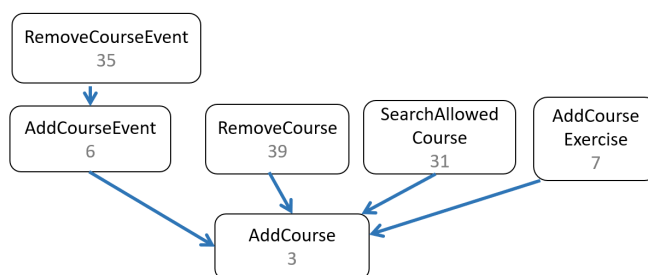 RemoveCourseEvent
35
AddCourseEvent
6
RemoveCourse
39
SearchAllowed
Course
31
AddCourse
Exercise
7
AddCourse
3